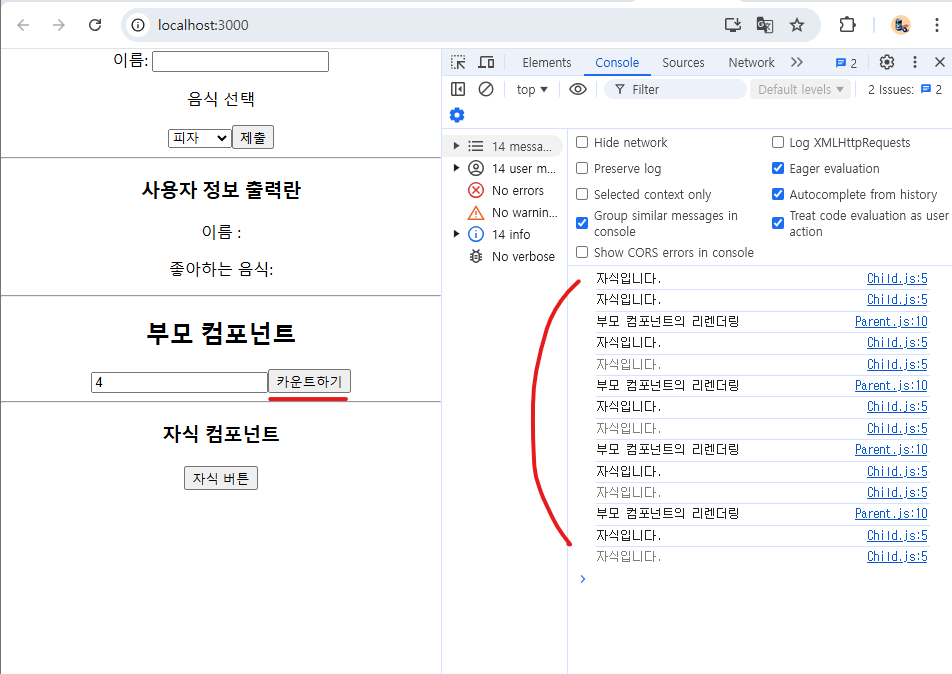 localhost:3000
이름:
음식 선택
피자 제출
사용자 정보 출력란
이름 :
좋아하는 음식:
부모 컴포넌트
4 카운트하기
자식 컴포넌트
자식 버튼
Elements Console Sources Network 2
top Filter Default levels 2 Issues: 2
14 messa...
14 user m...
No errors
No warnin...
14 info
No verbose
Hide network Log XMLHttpRequests
Preserve log Eager evaluation
Selected context only Autocomplete from history
Group similar messages in console Treat code evaluation as user action
Show CORS errors in console
자식입니다. Child.js:5
자식입니다. Child.js:5
부모 컴포넌트의 리렌더링 Parent.js:10
자식입니다. Child.js:5
자식입니다. Child.js:5
부모 컴포넌트의 리렌더링 Parent.js:10
자식입니다. Child.js:5
자식입니다. Child.js:5
부모 컴포넌트의 리렌더링 Parent.js:10
자식입니다. Child.js:5
자식입니다. Child.js:5
부모 컴포넌트의 리렌더링 Parent.js:10
자식입니다. Child.js:5
자식입니다. Child.js:5